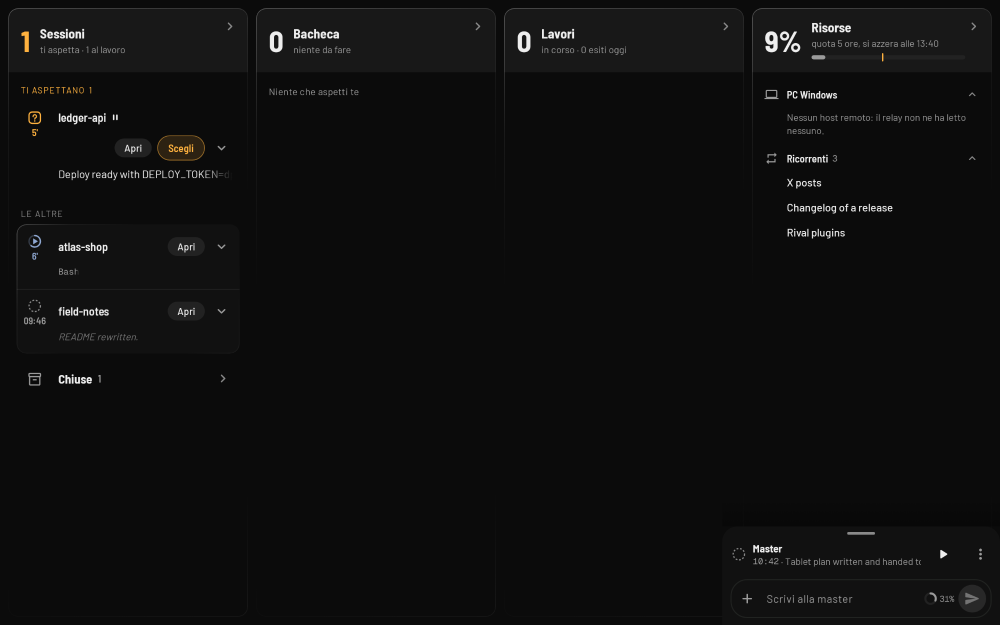 1 Sessioni
ti aspetta · 1 al lavoro
TI ASPETTANO 1
ledger-api
5'
Apri Scegli
Deploy ready with DEPLOY_TOKEN=
LE ALTRE
atlas-shop Apri
6'
Bash
field-notes Apri
09:46
README rewritten.
Chiuse 1
0 Bacheca
niente da fare
Niente che aspetti te
0 Lavori
in corso · 0 esiti oggi
9% Risorse
quota 5 ore, si azzera alle 13:40
PC Windows
Nessun host remoto: il relay non ne ha letto
nessuno.
Ricorrenti 3
X posts
Changelog of a release
Rival plugins
Master
10:42 · Tablet plan written and handed to
Scrivi alla master 31%